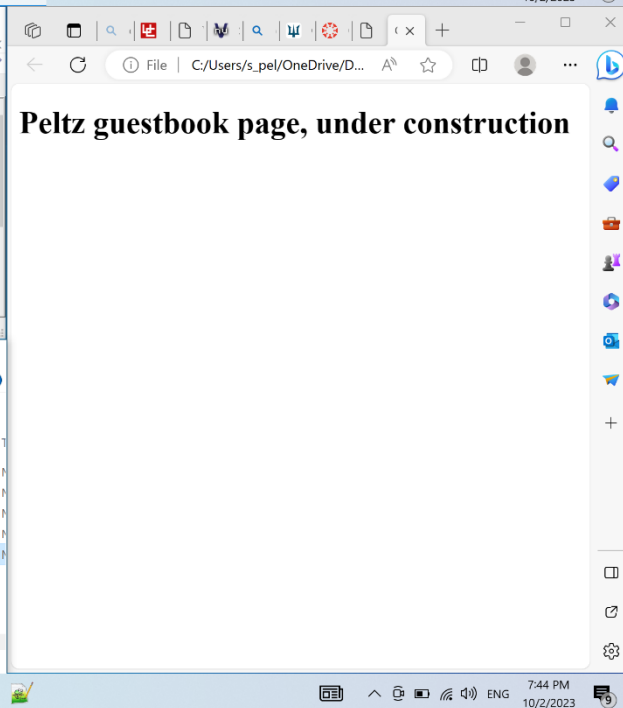 File
C:/Users/s_pel/OneDrive/D...
Peltz guestbook page, under construction
ENG
7:44 PM
10/2/2023
9